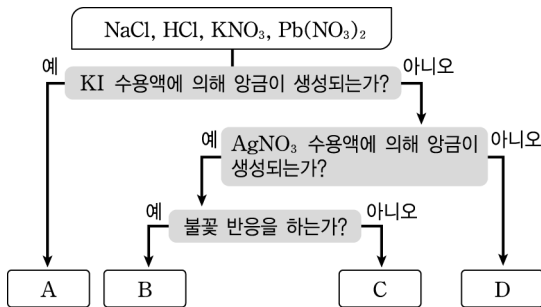 NaCl, HCl, KNO₃, Pb(NO₃)₂
예
KI 수용액에 의해 앙금이 생성되는가?
아니오
예
AgNO₃ 수용액에 의해 앙금이
생성되는가?
아니오
예
불꽃 반응을 하는가?
아니오
A
B
C
D